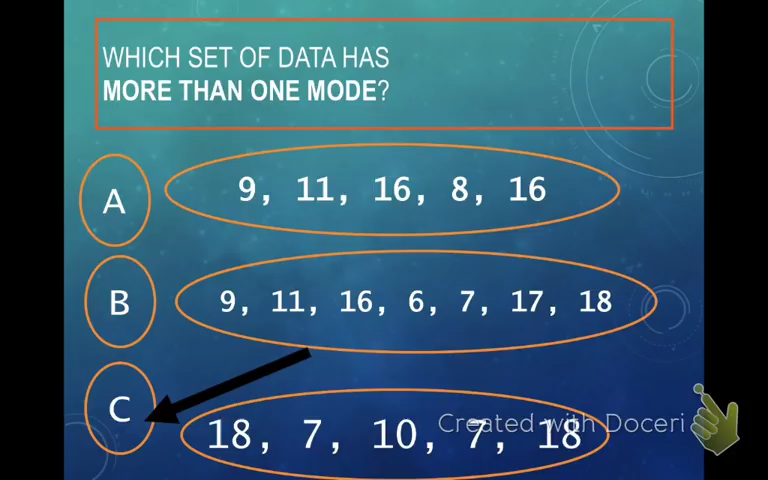 WHICH SET OF DATA HAS
MORE THAN ONE MODE?
A
9, 11, 16, 8, 16
B
9, 11, 16, 6, 7, 17, 18
C
18, 7, 10, 7, 18
Created with Doceri